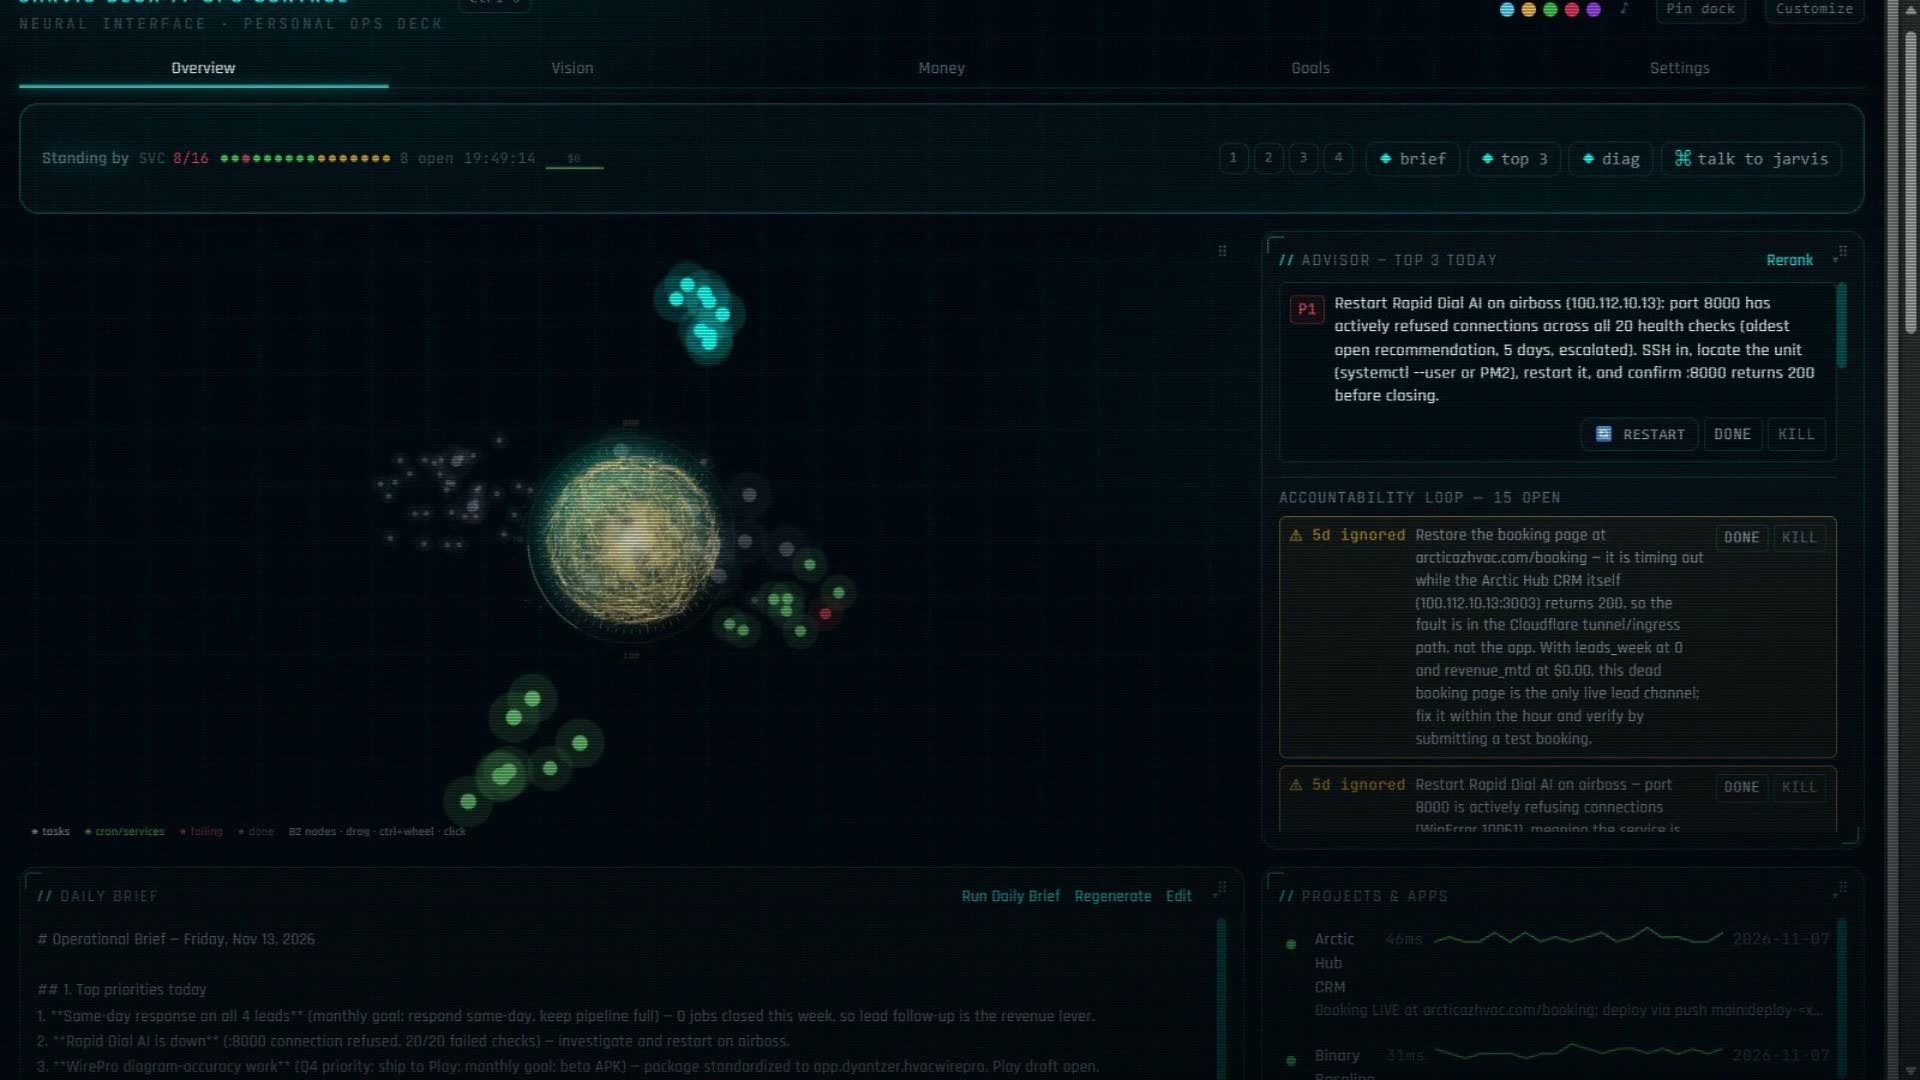 NEURAL INTERFACE · PERSONAL OPS DECK
Pin dock
Customize
Overview
Vision
Money
Goals
Settings
Standing by SVC 8/16 8 open 19:49:14 $0
1 2 3 4
brief
top 3
diag
⌘ talk to jarvis
// ADVISOR — TOP 3 TODAY
Rerank
P1
Restart Rapid Dial AI on airboss (100.112.10.13): port 8000 has
actively refused connections across all 20 health checks (oldest
open recommendation, 5 days, escalated). SSH in, locate the unit
(systemctl --user or PM2), restart it, and confirm :8000 returns 200
before closing.
RESTART
DONE
KILL
ACCOUNTABILITY LOOP — 15 OPEN
⚠ 5d ignored
Restore the booking page at
arcticazhvac.com/booking — it is timing out
while the Arctic Hub CRM itself
(100.112.10.13:3003) returns 200, so the
fault is in the Cloudflare tunnel/ingress
path, not the app. With leads_week at 0
and revenue_mtd at $0.00, this dead
booking page is the only live lead channel;
fix it within the hour and verify by
submitting a test booking.
DONE
KILL
⚠ 5d ignored
Restart Rapid Dial AI on airboss — port
8000 is actively refusing connections
(WinError 10061), meaning the service is
DONE
KILL
tasks
cron/services
failing
done
82 nodes · drag · ctrl+wheel · click
// DAILY BRIEF
Run Daily Brief
Regenerate
Edit
# Operational Brief — Friday, Nov 13, 2026
## 1. Top priorities today
1. **Same-day response on all 4 leads** (monthly goal: respond same-day, keep pipeline full) — 0 jobs closed this week, so lead follow-up is the revenue lever.
2. **Rapid Dial AI is down** (:8000 connection refused, 20/20 failed checks) — investigate and restart on airboss.
3. **WirePro diagram-accuracy work** (Q4 priority: ship to Play; monthly goal: beta APK) — package standardized to app.dyantzer.hvacwirepro. Play draft open.
// PROJECTS & APPS
Arctic
Hub
CRM
46ms
2026-11-07
Booking LIVE at arcticazhvac.com/booking; deploy via push main:deploy-<x...
Binary
31ms
2026-11-07